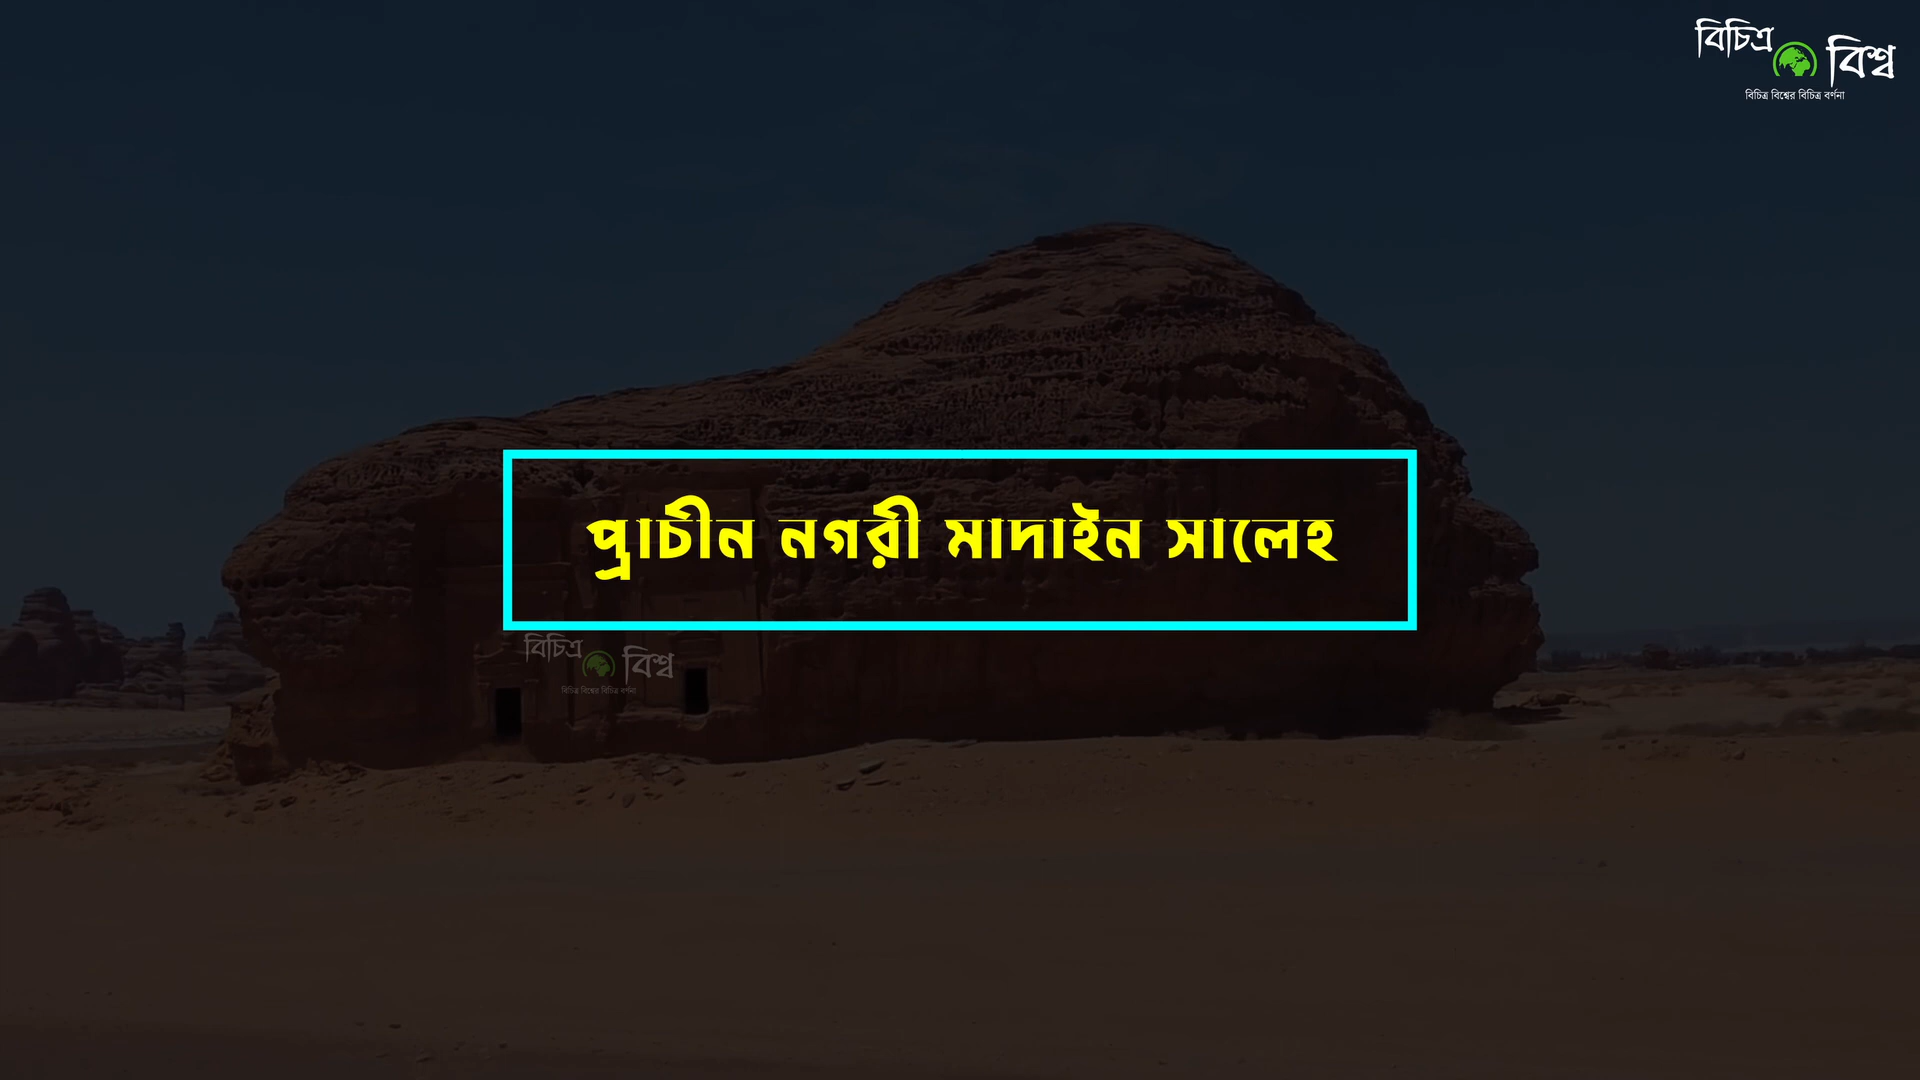 বিচিত্র বিশ্ব
বিচিত্র বিশ্বের বিচিত্র বর্ণনা
প্রাচীন নগরী মাদাইন সালেহ
বিচিত্র বিশ্ব
বিচিত্র বিশ্বের বিচিত্র বর্ণনা